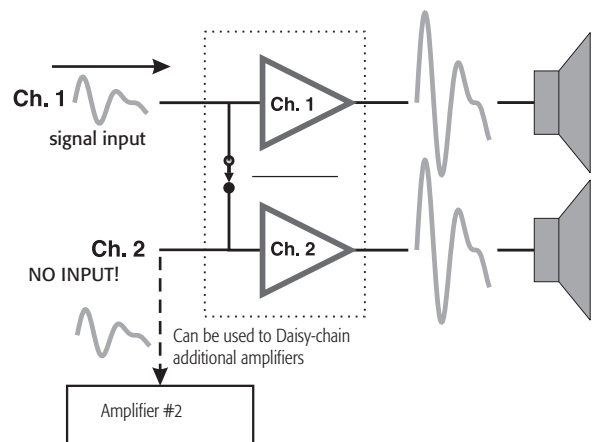 Ch. 1
signal input
Ch. 1
Ch. 2
NO INPUT!
Ch. 2
Can be used to Daisy-chain
additional amplifiers
Amplifier #2